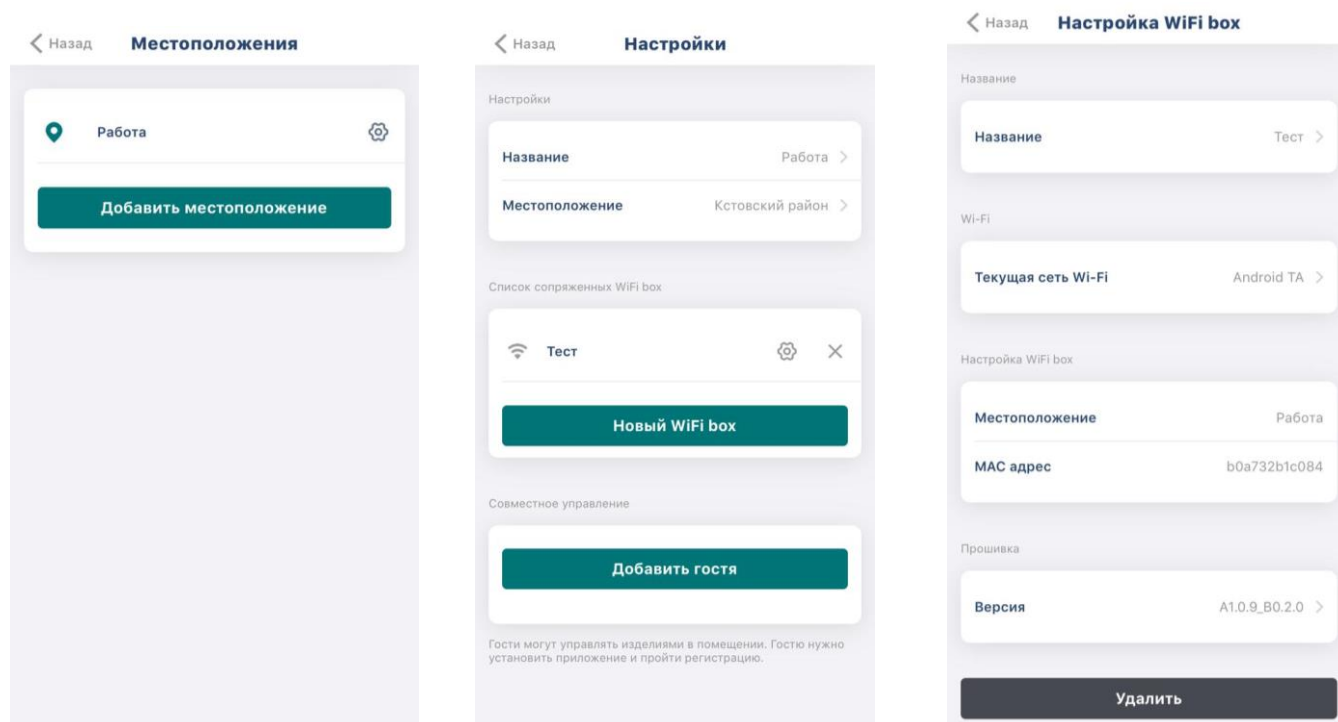 Назад
Местоположения
Работа
Добавить местоположение
Назад
Настройки
Настройки
Название Работа
Местоположение Кстовский район
Список сопряженных WiFi box
Тест
Новый WiFi box
Совместное управление
Добавить гостя
Гости могут управлять изделиями в помещении. Гостю нужно
установить приложение и пройти регистрацию.
Назад
Настройка WiFi box
Название
Название Тест
Wi-Fi
Текущая сеть Wi-Fi Android TA
Настройка WiFi box
Местоположение Работа
МАС адрес b0a732b1c084
Прошивка
Версия A1.0.9_B0.2.0
Удалить